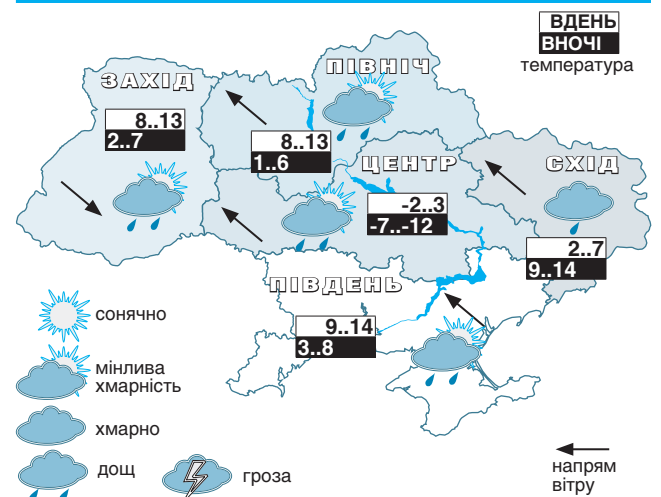 ВДЕНЬ
ВНОЧІ
температура
ЗАХІД
8..13
2..7
ПІВНІЧ
8..13
1..6
ЦЕНТР
-2..3
-7..-12
СХІД
2..7
9..14
ПІВДЕНЬ
9..14
3..8
сонячно
мінлива
хмарність
хмарно
дощ
гроза
напрям
вітру